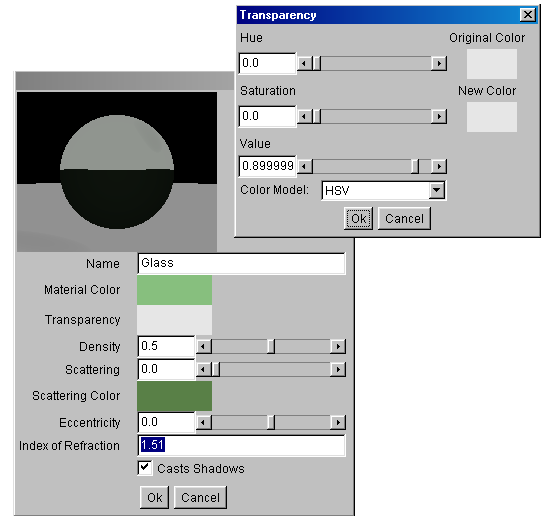 Transparency
Hue
Original Color
0.0
Saturation
New Color
0.0
Value
0.899999
Color Model: HSV
Ok Cancel
Name Glass
Material Color
Transparency
Density 0.5
Scattering 0.0
Scattering Color
Eccentricity 0.0
Index of Refraction 1.51
Casts Shadows
Ok Cancel